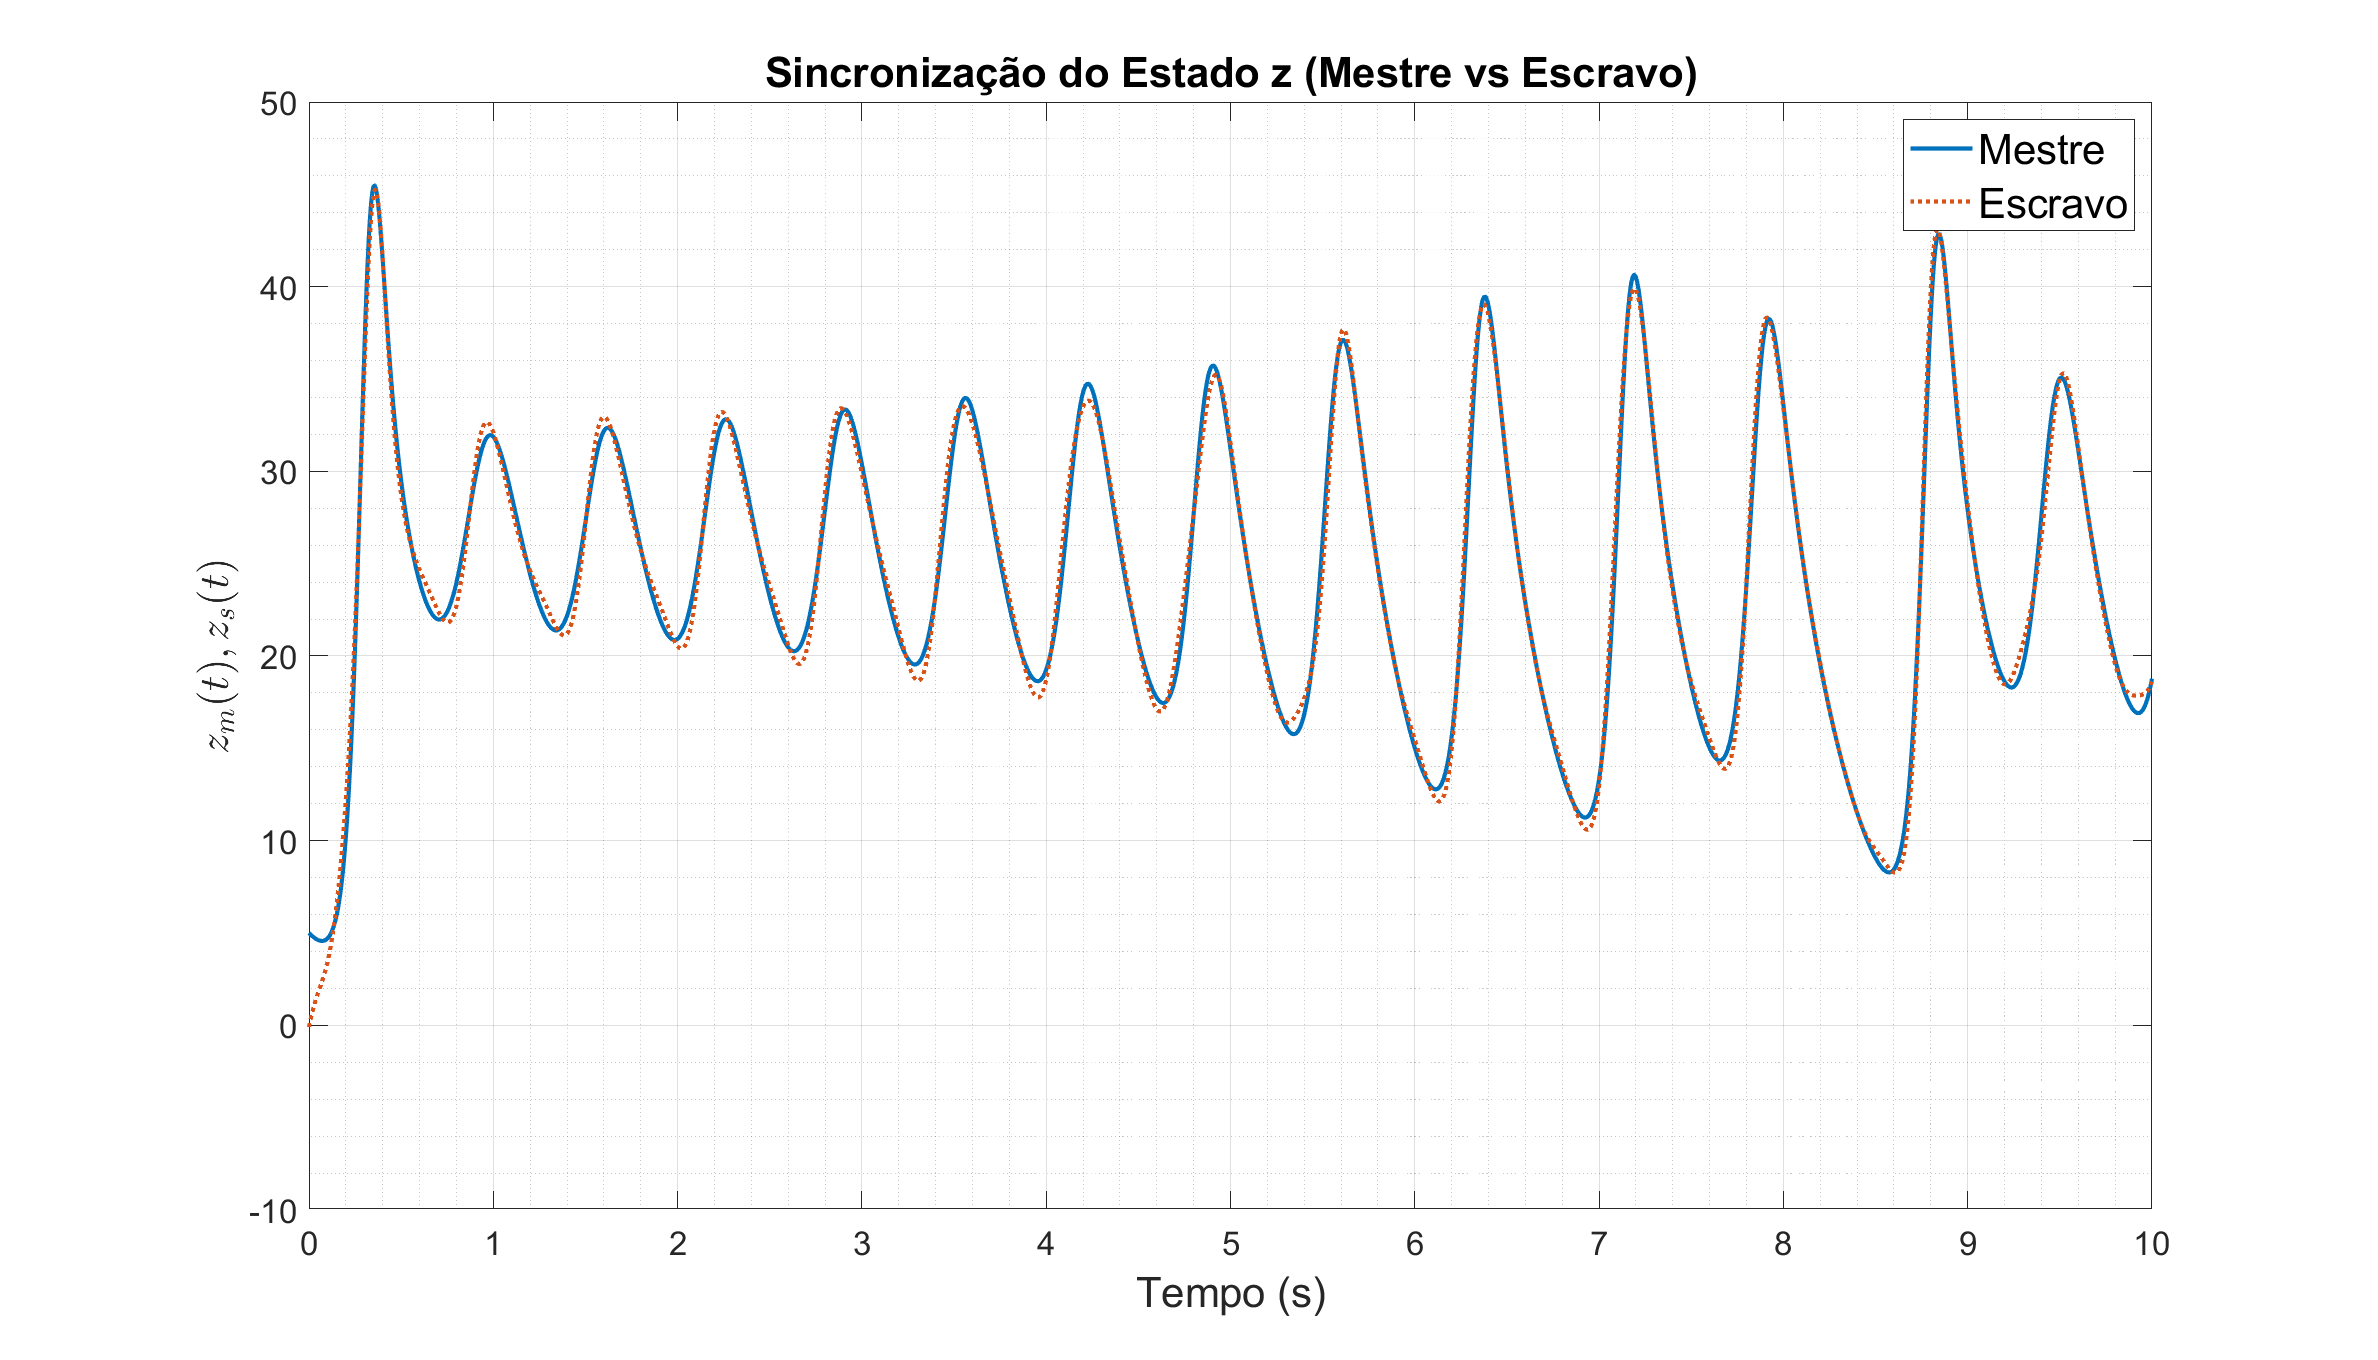 Sincronização do Estado z (Mestre vs Escravo)
50
40
30
20
10
0
-10
z_m(t), z_s(t)
Mestre
Escravo
0 1 2 3 4 5 6 7 8 9 10
Tempo (s)